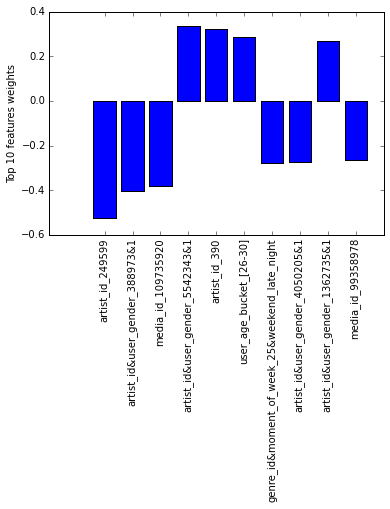 0.4
0.2
0.0
−0.2
−0.4
−0.6
Top 10 features weights
artist_id_249599
artist_id&user_gender_388973&1
media_id_109735920
artist_id&user_gender_5542343&1
artist_id_390
user_age_bucket_[26-30]
genre_id&moment_of_week_25&weekend_late_night
artist_id&user_gender_4050205&1
artist_id&user_gender_1362735&1
media_id_99358978